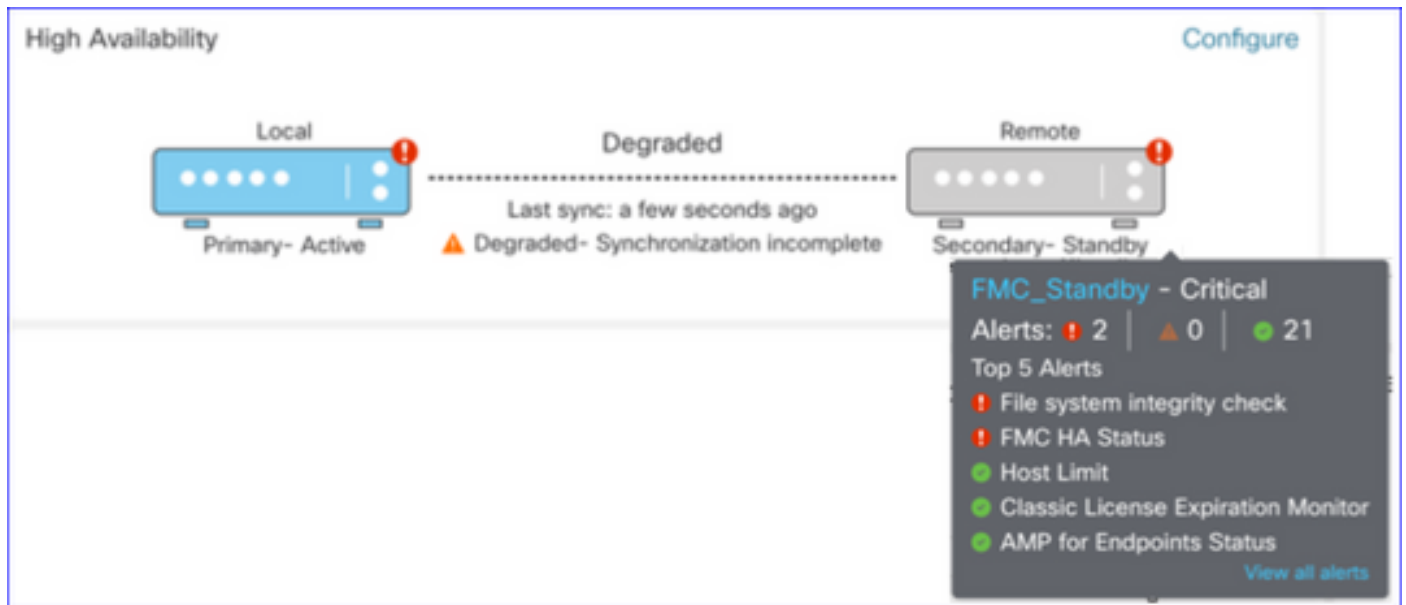 High Availability
Configure
Local
Degraded
Remote
Last sync: a few seconds ago
Degraded- Synchronization incomplete
Primary- Active
Secondary- Standby
FMC_Standby - Critical
Alerts: 2 | 0 | 21
Top 5 Alerts
File system integrity check
FMC HA Status
Host Limit
Classic License Expiration Monitor
AMP for Endpoints Status
View all alerts